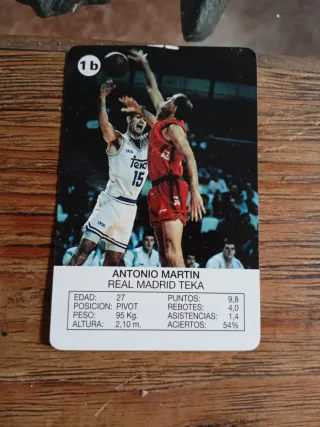 1b
teka
15
ANTONIO MARTIN
REAL MADRID TEKA
EDAD: 27 PUNTOS: 9,8
POSICION: PIVOT REBOTES: 4,0
PESO: 95 Kg. ASISTENCIAS: 1,4
ALTURA: 2,10 m. ACIERTOS: 54%